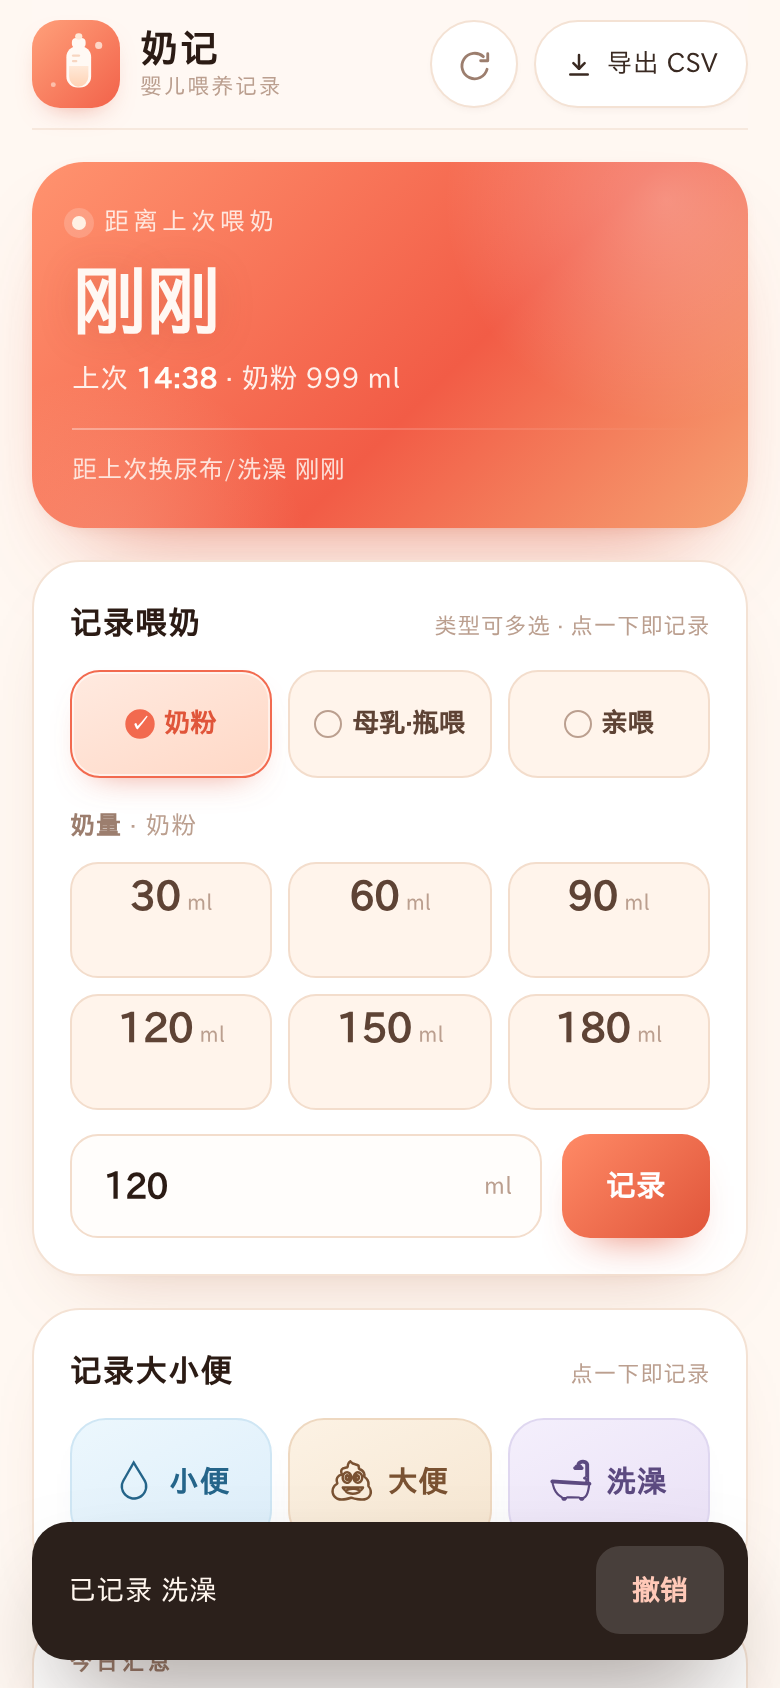 奶记
婴儿喂养记录
导出 CSV
距离上次喂奶
刚刚
上次 14:38 · 奶粉 999 ml
距上次换尿布/洗澡 刚刚
记录喂奶
类型可多选 · 点一下即记录
奶粉
母乳·瓶喂
亲喂
奶量 · 奶粉
30 ml
60 ml
90 ml
120 ml
150 ml
180 ml
120 ml
记录
记录大小便
点一下即记录
小便
大便
洗澡
已记录 洗澡
撤销
今日汇总